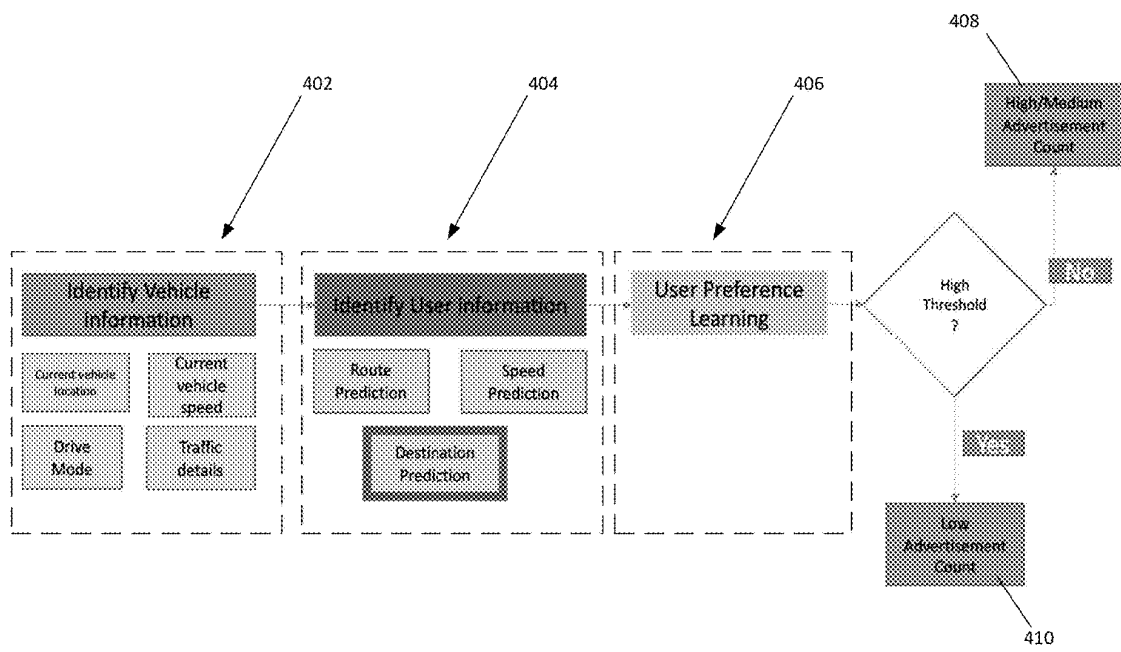 408
402
404
406
High/Medium
Advertisement
Count
Identify Vehicle
Information
Identify User Information
User Preference
Learning
High
Threshold
?
No
Current vehicle
location
Current
vehicle
speed
Route
Prediction
Speed
Prediction
Drive
Mode
Traffic
details
Destination
Prediction
Yes
Low
Advertisement
Count
410